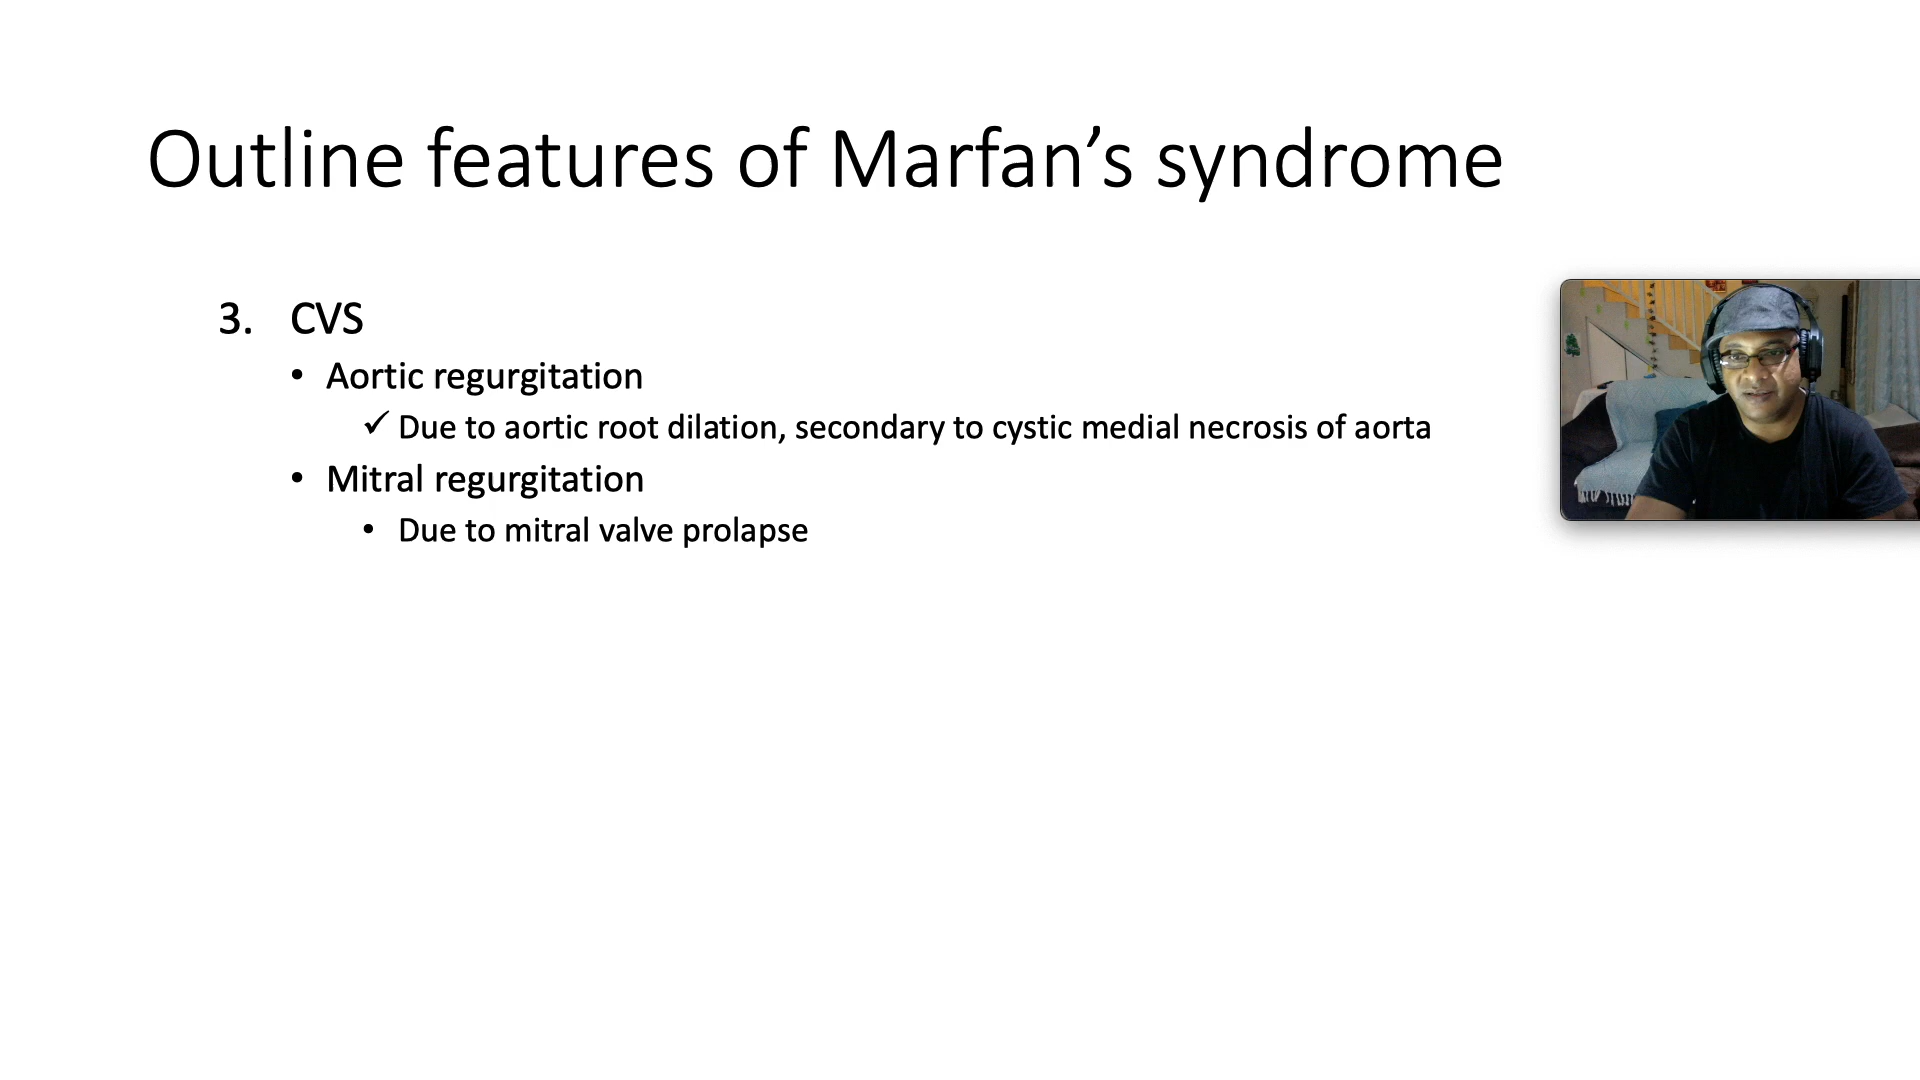 Outline features of Marfan’s syndrome
3. CVS
• Aortic regurgitation
✓ Due to aortic root dilation, secondary to cystic medial necrosis of aorta
• Mitral regurgitation
• Due to mitral valve prolapse